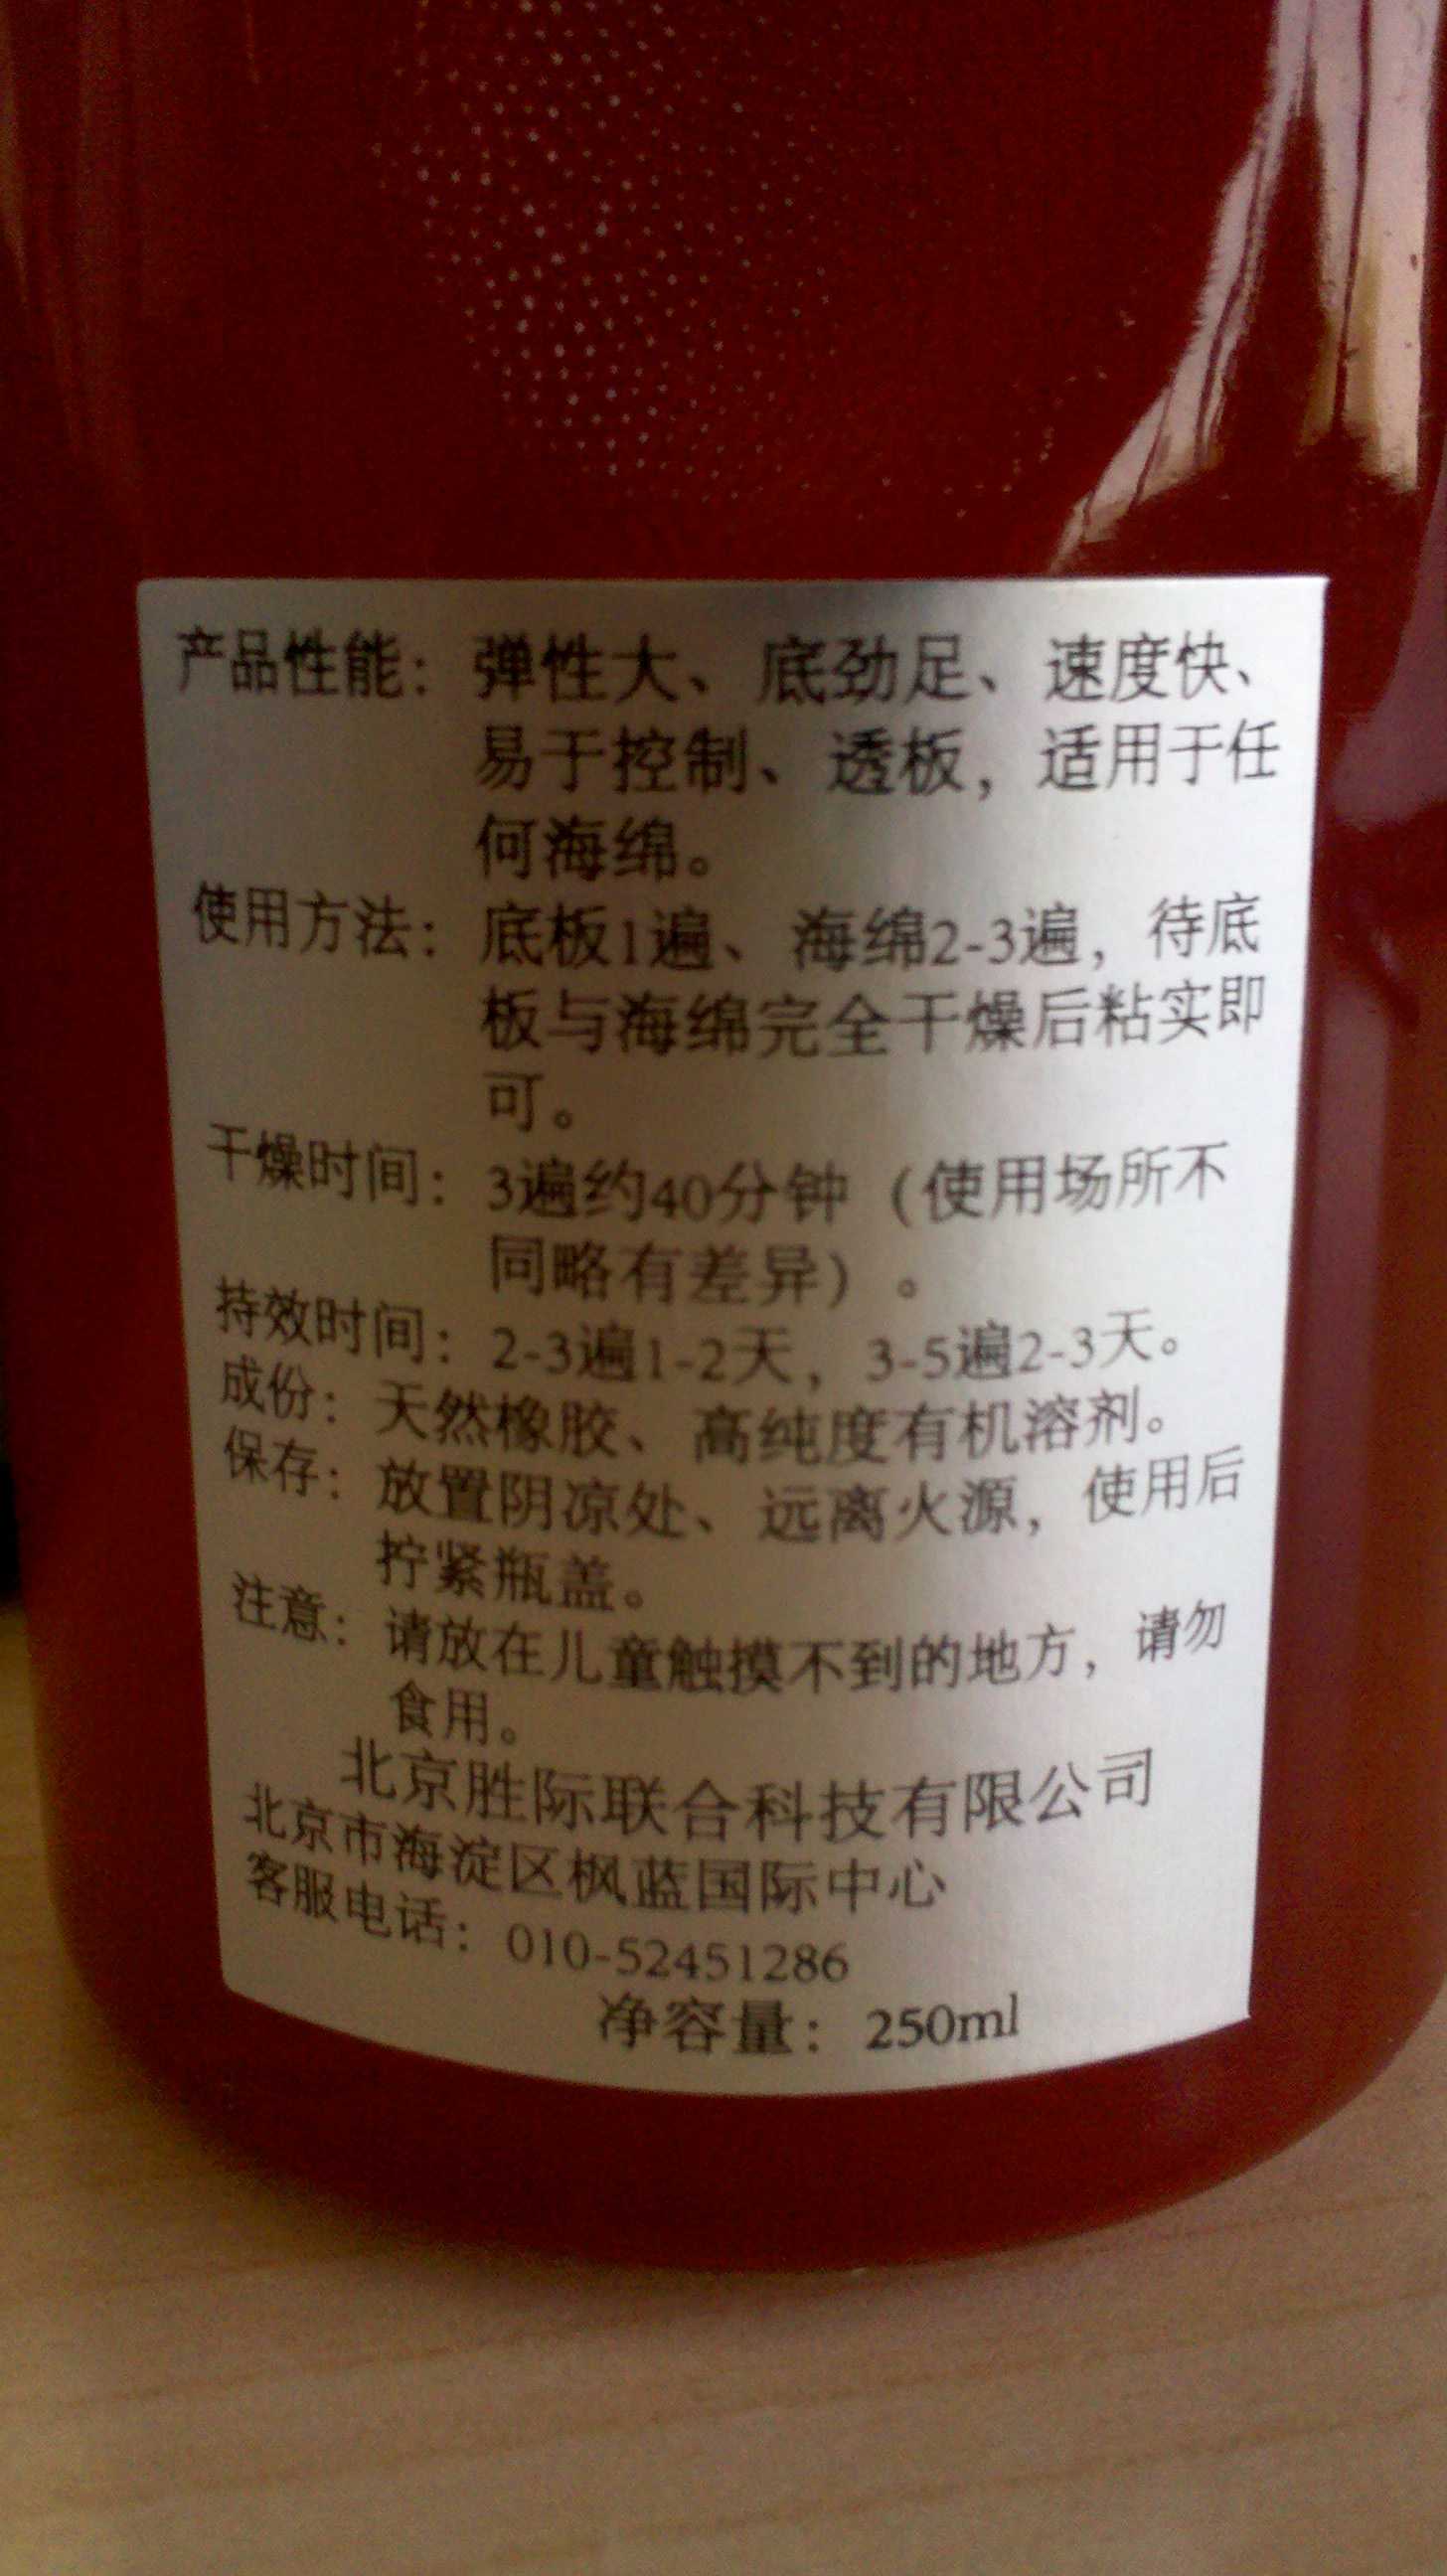 产品性能：弹性大、底劲足、速度快、
易于控制、透板，适用于任
何海绵。
使用方法：底板1遍、海绵2-3遍，待底
板与海绵完全干燥后粘实即
可。
干燥时间：3遍约40分钟（使用场所不
同略有差异）。
持效时间：2-3遍1-2天，3-5遍2-3天。
成份：天然橡胶、高纯度有机溶剂。
保存：放置阴凉处、远离火源，使用后
拧紧瓶盖。
注意：请放在儿童触摸不到的地方，请勿
食用。
北京胜际联合科技有限公司
北京市海淀区枫蓝国际中心
客服电话：010-52451286
净容量：250ml